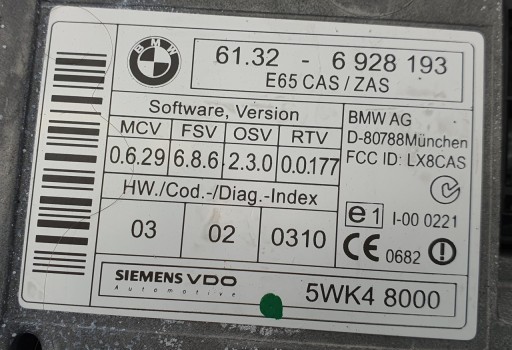 BMW
61.32 - 6 928 193
E65 CAS / ZAS
Software, Version
MCV FSV OSV RTV
0.6.29 6.8.6 2.3.0 0.0.177
HW./Cod.-/Diag.-Index
03 02 0310
BMW AG
D-80788München
FCC ID: LX8CAS
e1 I-00 0221
CE 0682
SIEMENS VDO
Automotive
5WK4 8000